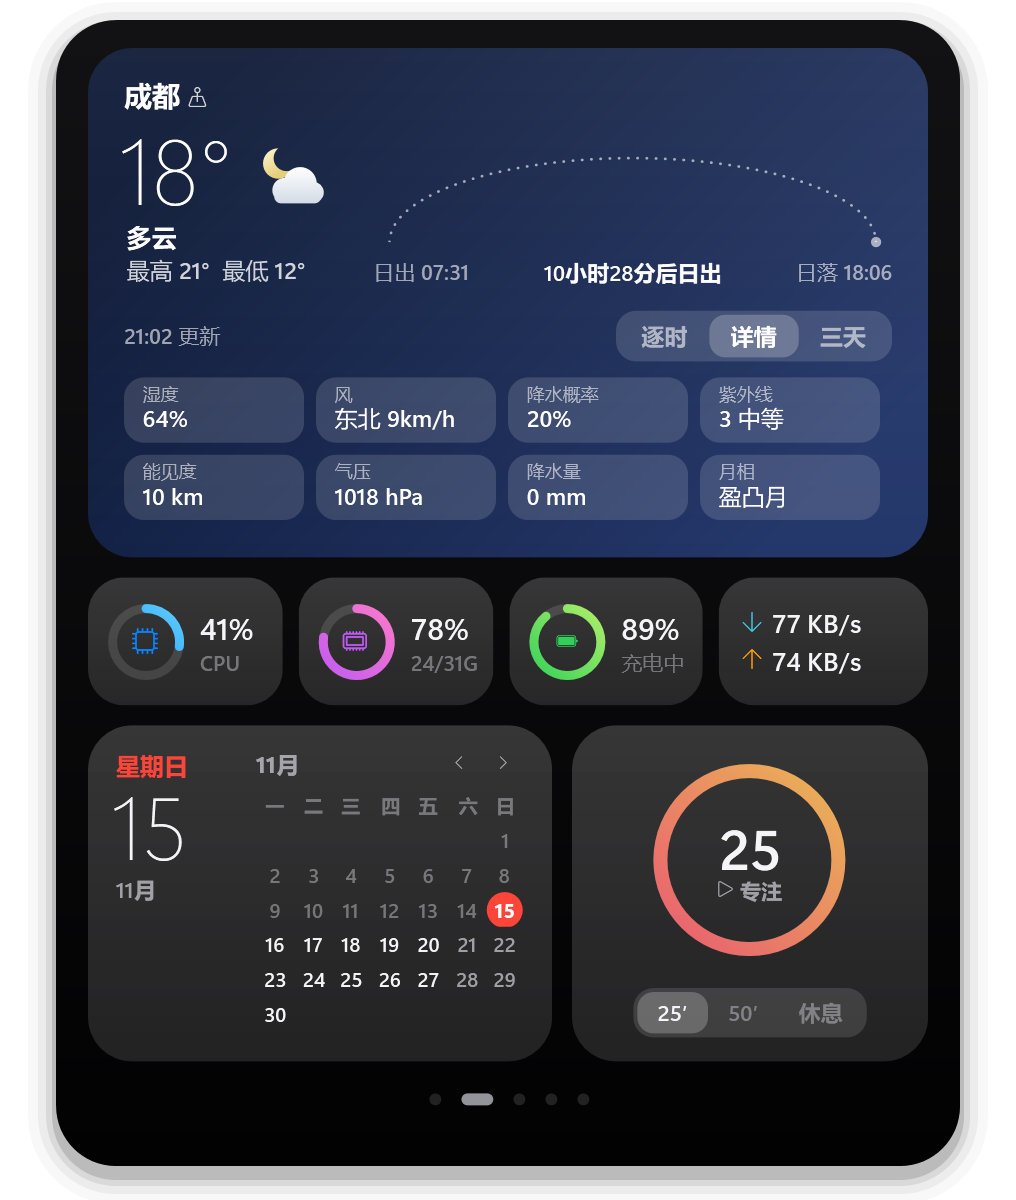 成都
18°
多云
最高 21° 最低 12°
日出 07:31
10小时28分后日出
日落 18:06
21:02 更新
逐时 详情 三天
湿度
64%
风
东北 9km/h
降水概率
20%
紫外线
3 中等
能见度
10 km
气压
1018 hPa
降水量
0 mm
月相
盈凸月
41%
CPU
78%
24/31G
89%
充电中
77 KB/s
74 KB/s
星期日
15
11月
11月
一 二 三 四 五 六 日
1
2 3 4 5 6 7 8
9 10 11 12 13 14 15
16 17 18 19 20 21 22
23 24 25 26 27 28 29
30
25
专注
25′ 50′ 休息